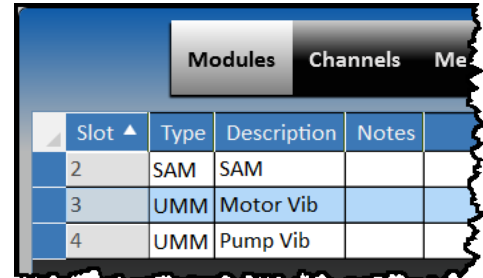 Modules Channels
Slot Type Description Notes
2 SAM SAM
3 UMM Motor Vib
4 UMM Pump Vib